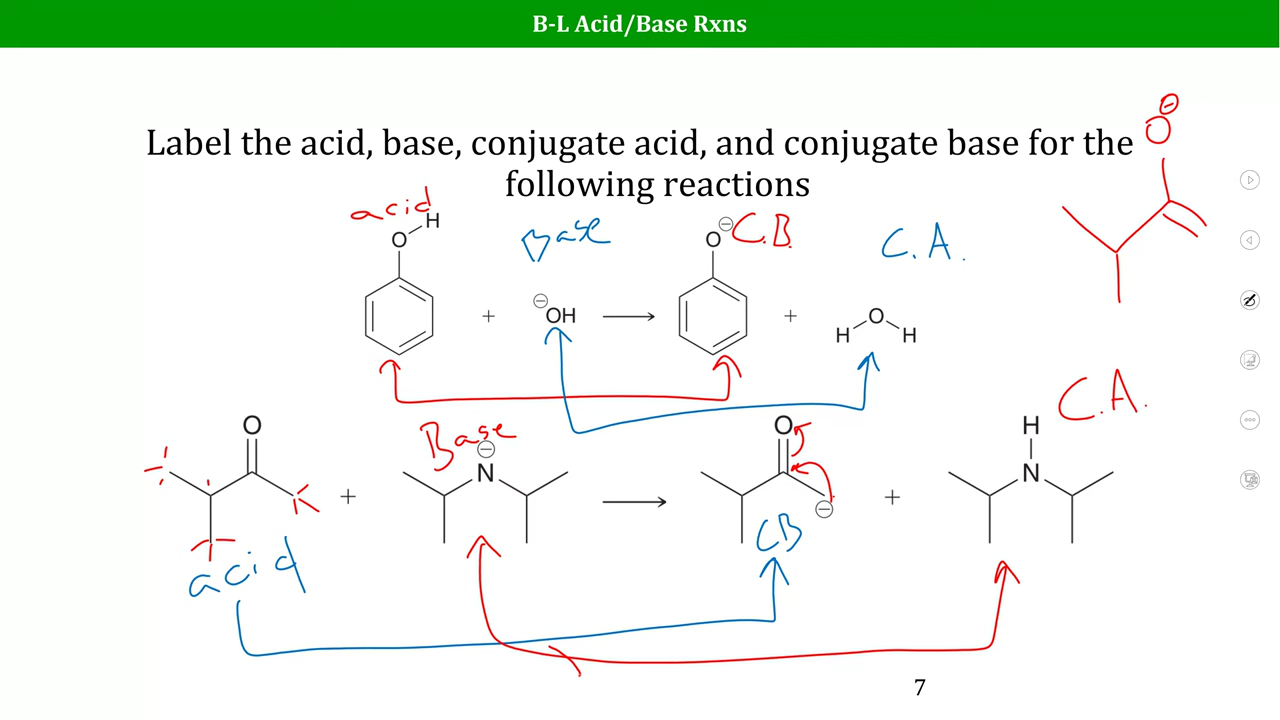 B-L Acid/Base Rxns
Label the acid, base, conjugate acid, and conjugate base for the
following reactions
acid
Base
C.B.
C.A.
H
O
+
⊖OH
⊖
O
+
H O H
⊖
O
acid
O
+
Base
⊖
N
⊖
O
CB
+
C.A.
H
N
7